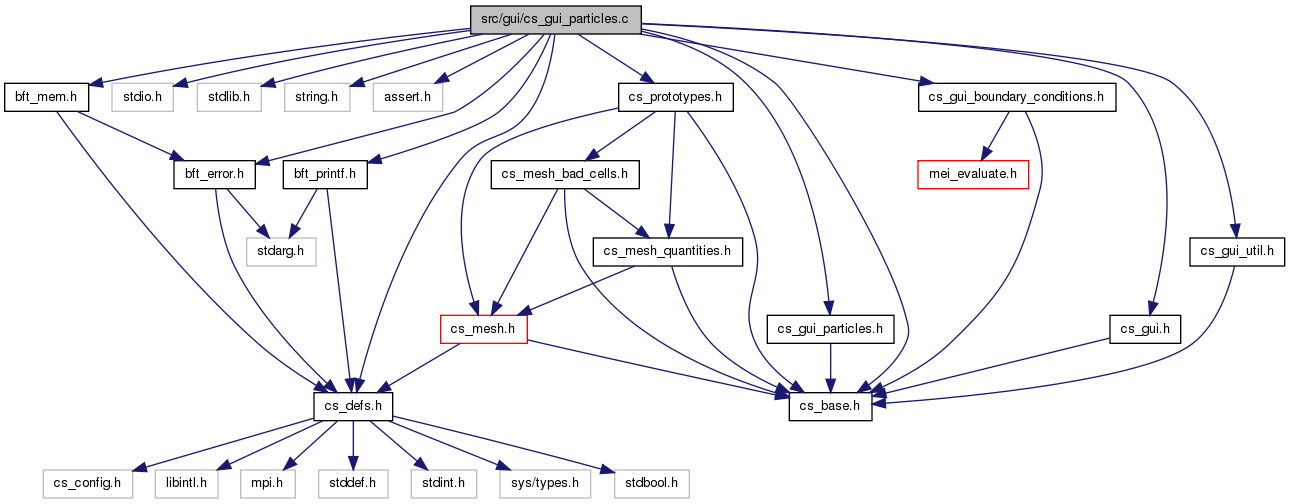 src/gui/cs_gui_particles.c
bft_mem.h
stdio.h
stdlib.h
string.h
assert.h
cs_prototypes.h
cs_gui_boundary_conditions.h
bft_error.h
bft_printf.h
cs_mesh_bad_cells.h
mei_evaluate.h
stdarg.h
cs_mesh_quantities.h
cs_gui_util.h
cs_mesh.h
cs_gui_particles.h
cs_gui.h
cs_defs.h
cs_base.h
cs_config.h
libintl.h
mpi.h
stddef.h
stdint.h
sys/types.h
stdbool.h